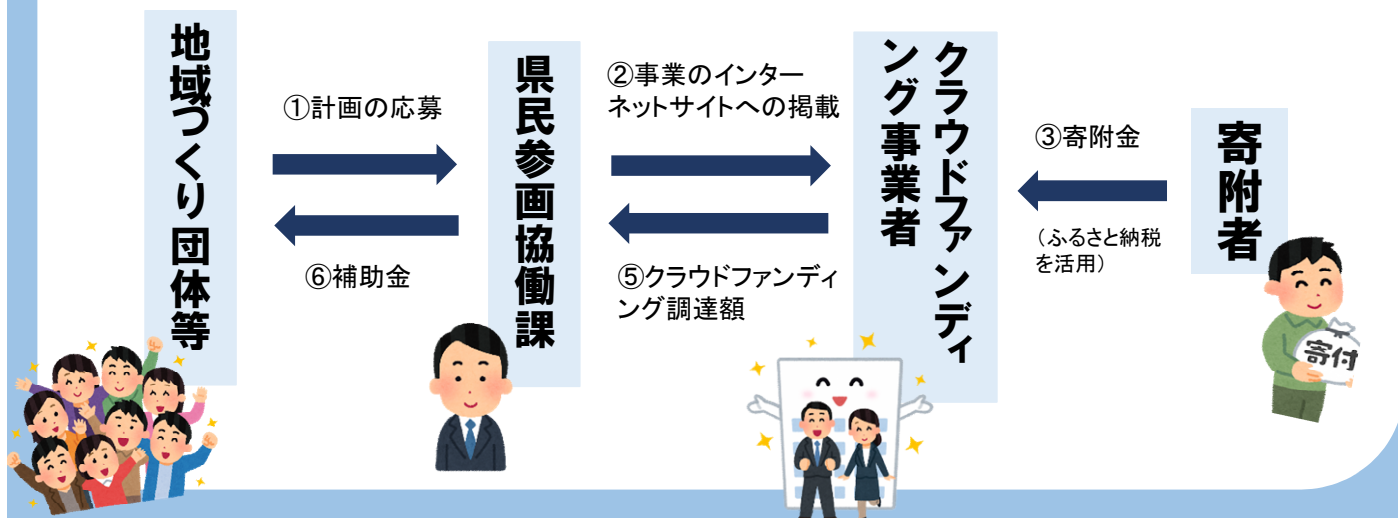 地域づくり団体等
①計画の応募
⑥補助金
県民参画協働課
②事業のインター
ネットサイトへの掲載
⑤クラウドファンディ
ング調達額
クラウドファンディ
ング事業者
③寄附金
（ふるさと納税
を活用）
寄附者
寄付